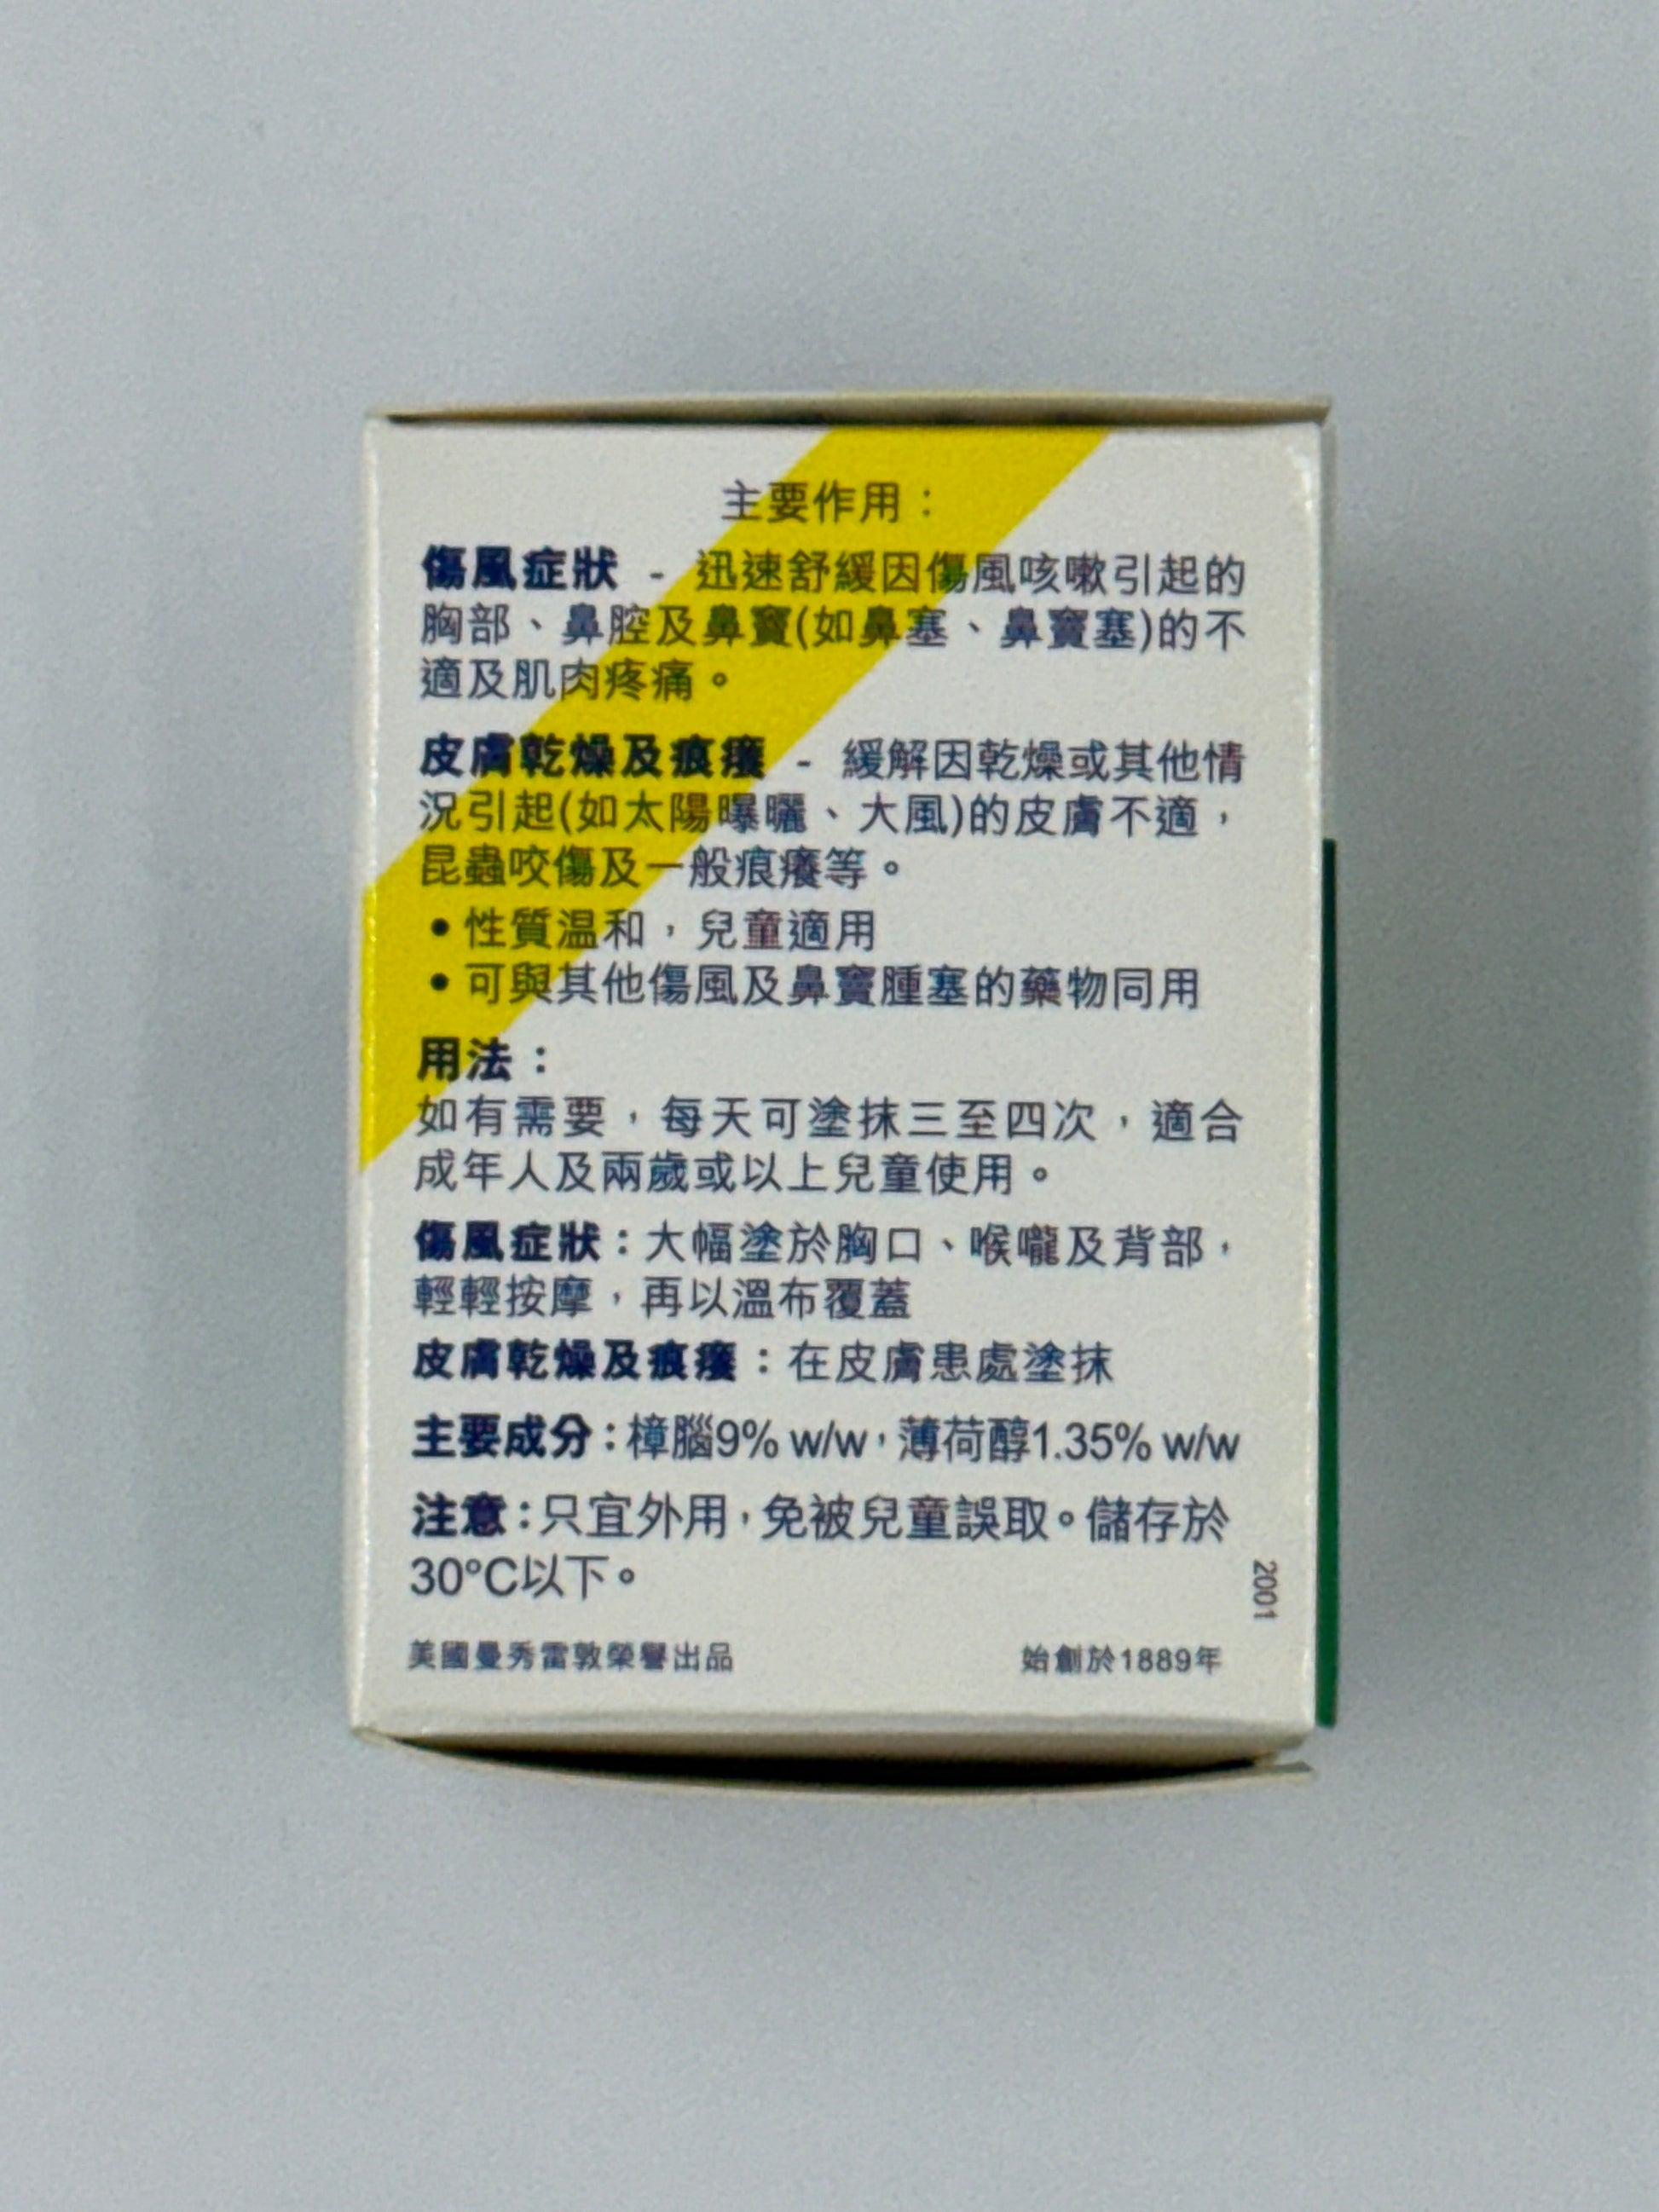 主要作用：
傷風症狀 - 迅速舒緩因傷風咳嗽引起的
胸部、鼻腔及鼻竇(如鼻塞、鼻竇塞)的不
適及肌肉疼痛。
皮膚乾燥及痕癢 - 緩解因乾燥或其他情
況引起(如太陽曝曬、大風)的皮膚不適，
昆蟲咬傷及一般痕癢等。
• 性質温和，兒童適用
• 可與其他傷風及鼻竇腫塞的藥物同用
用法：
如有需要，每天可塗抹三至四次，適合
成年人及兩歲或以上兒童使用。
傷風症狀：大幅塗於胸口、喉嚨及背部，
輕輕按摩，再以溫布覆蓋
皮膚乾燥及痕癢：在皮膚患處塗抹
主要成分：樟腦9% w/w，薄荷醇1.35% w/w
注意：只宜外用，免被兒童誤取。儲存於
30°C以下。
2001
美國曼秀雷敦榮譽出品 始創於1889年